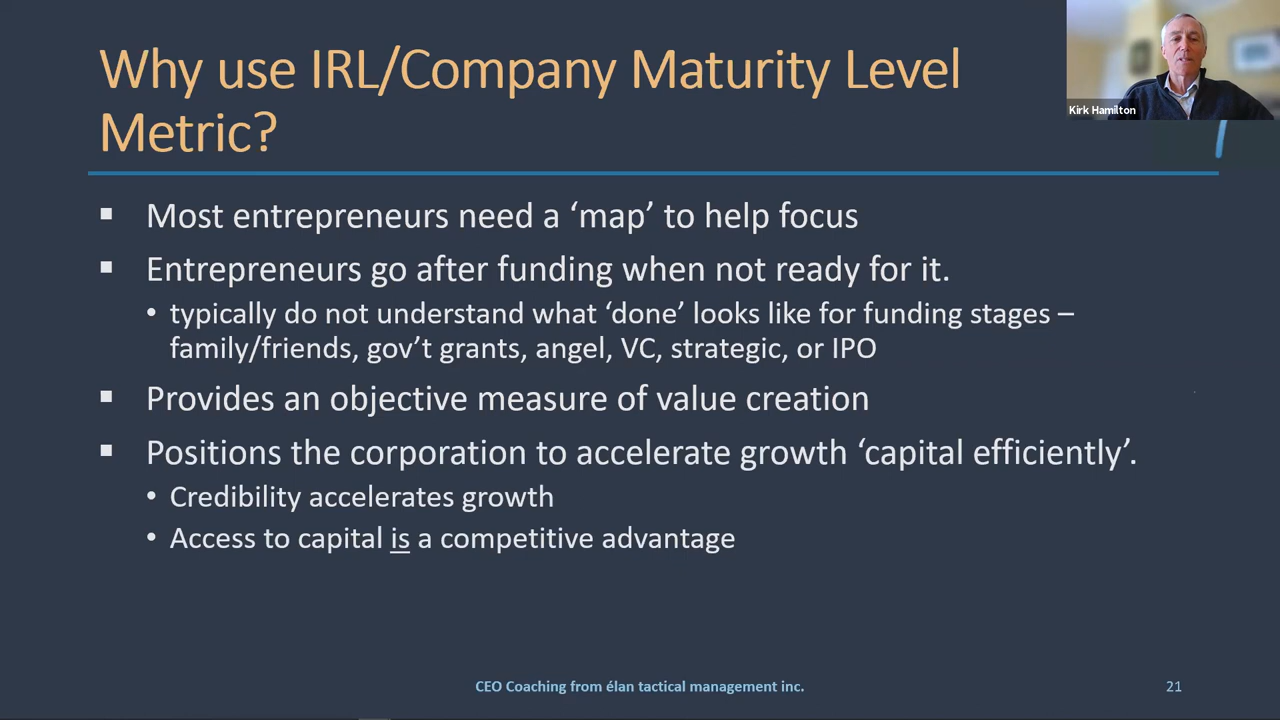 Why use IRL/Company Maturity Level
Metric?
Kirk Hamilton
▪ Most entrepreneurs need a ‘map’ to help focus
▪ Entrepreneurs go after funding when not ready for it.
• typically do not understand what ‘done’ looks like for funding stages –
family/friends, gov’t grants, angel, VC, strategic, or IPO
▪ Provides an objective measure of value creation
▪ Positions the corporation to accelerate growth ‘capital efficiently’.
• Credibility accelerates growth
• Access to capital is a competitive advantage
CEO Coaching from élan tactical management inc.
21